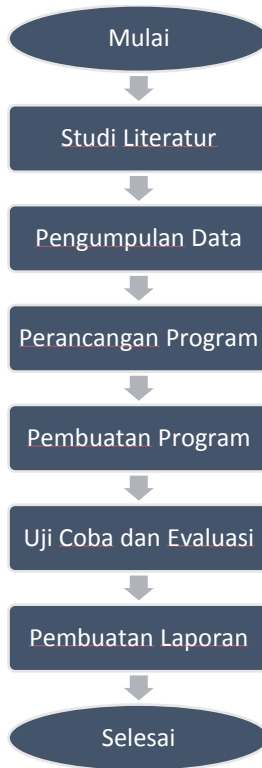 Mulai
Studi Literatur
Pengumpulan Data
Perancangan Program
Pembuatan Program
Uji Coba dan Evaluasi
Pembuatan Laporan
Selesai